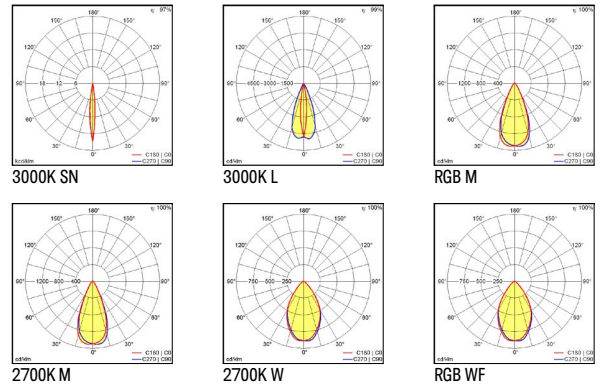 180° η 97%
150° 150°
120° 120°
90° 18 12 6 90°
60° 60°
30° 30°
0°
kcd/klm C180 | C0
C270 | C90
3000K SN
180° η 99%
150° 150°
120° 120°
90° 4500 3000 1500 90°
60° 60°
30° 30°
0°
cd/klm C180 | C0
C270 | C90
3000K L
180° η 100%
150° 150°
120° 120°
90° 1200 800 400 90°
60° 60°
30° 30°
0°
cd/klm C180 | C0
C270 | C90
RGB M
180° η 100%
150° 150°
120° 120°
90° 1200 800 400 90°
60° 60°
30° 30°
0°
cd/klm C180 | C0
C270 | C90
2700K M
180° η 100%
150° 150°
120° 120°
90° 750 500 250 90°
60° 60°
30° 30°
0°
cd/klm C180 | C0
C270 | C90
2700K W
180° η 100%
150° 150°
120° 120°
90° 750 500 250 90°
60° 60°
30° 30°
0°
cd/klm C180 | C0
C270 | C90
RGB WF